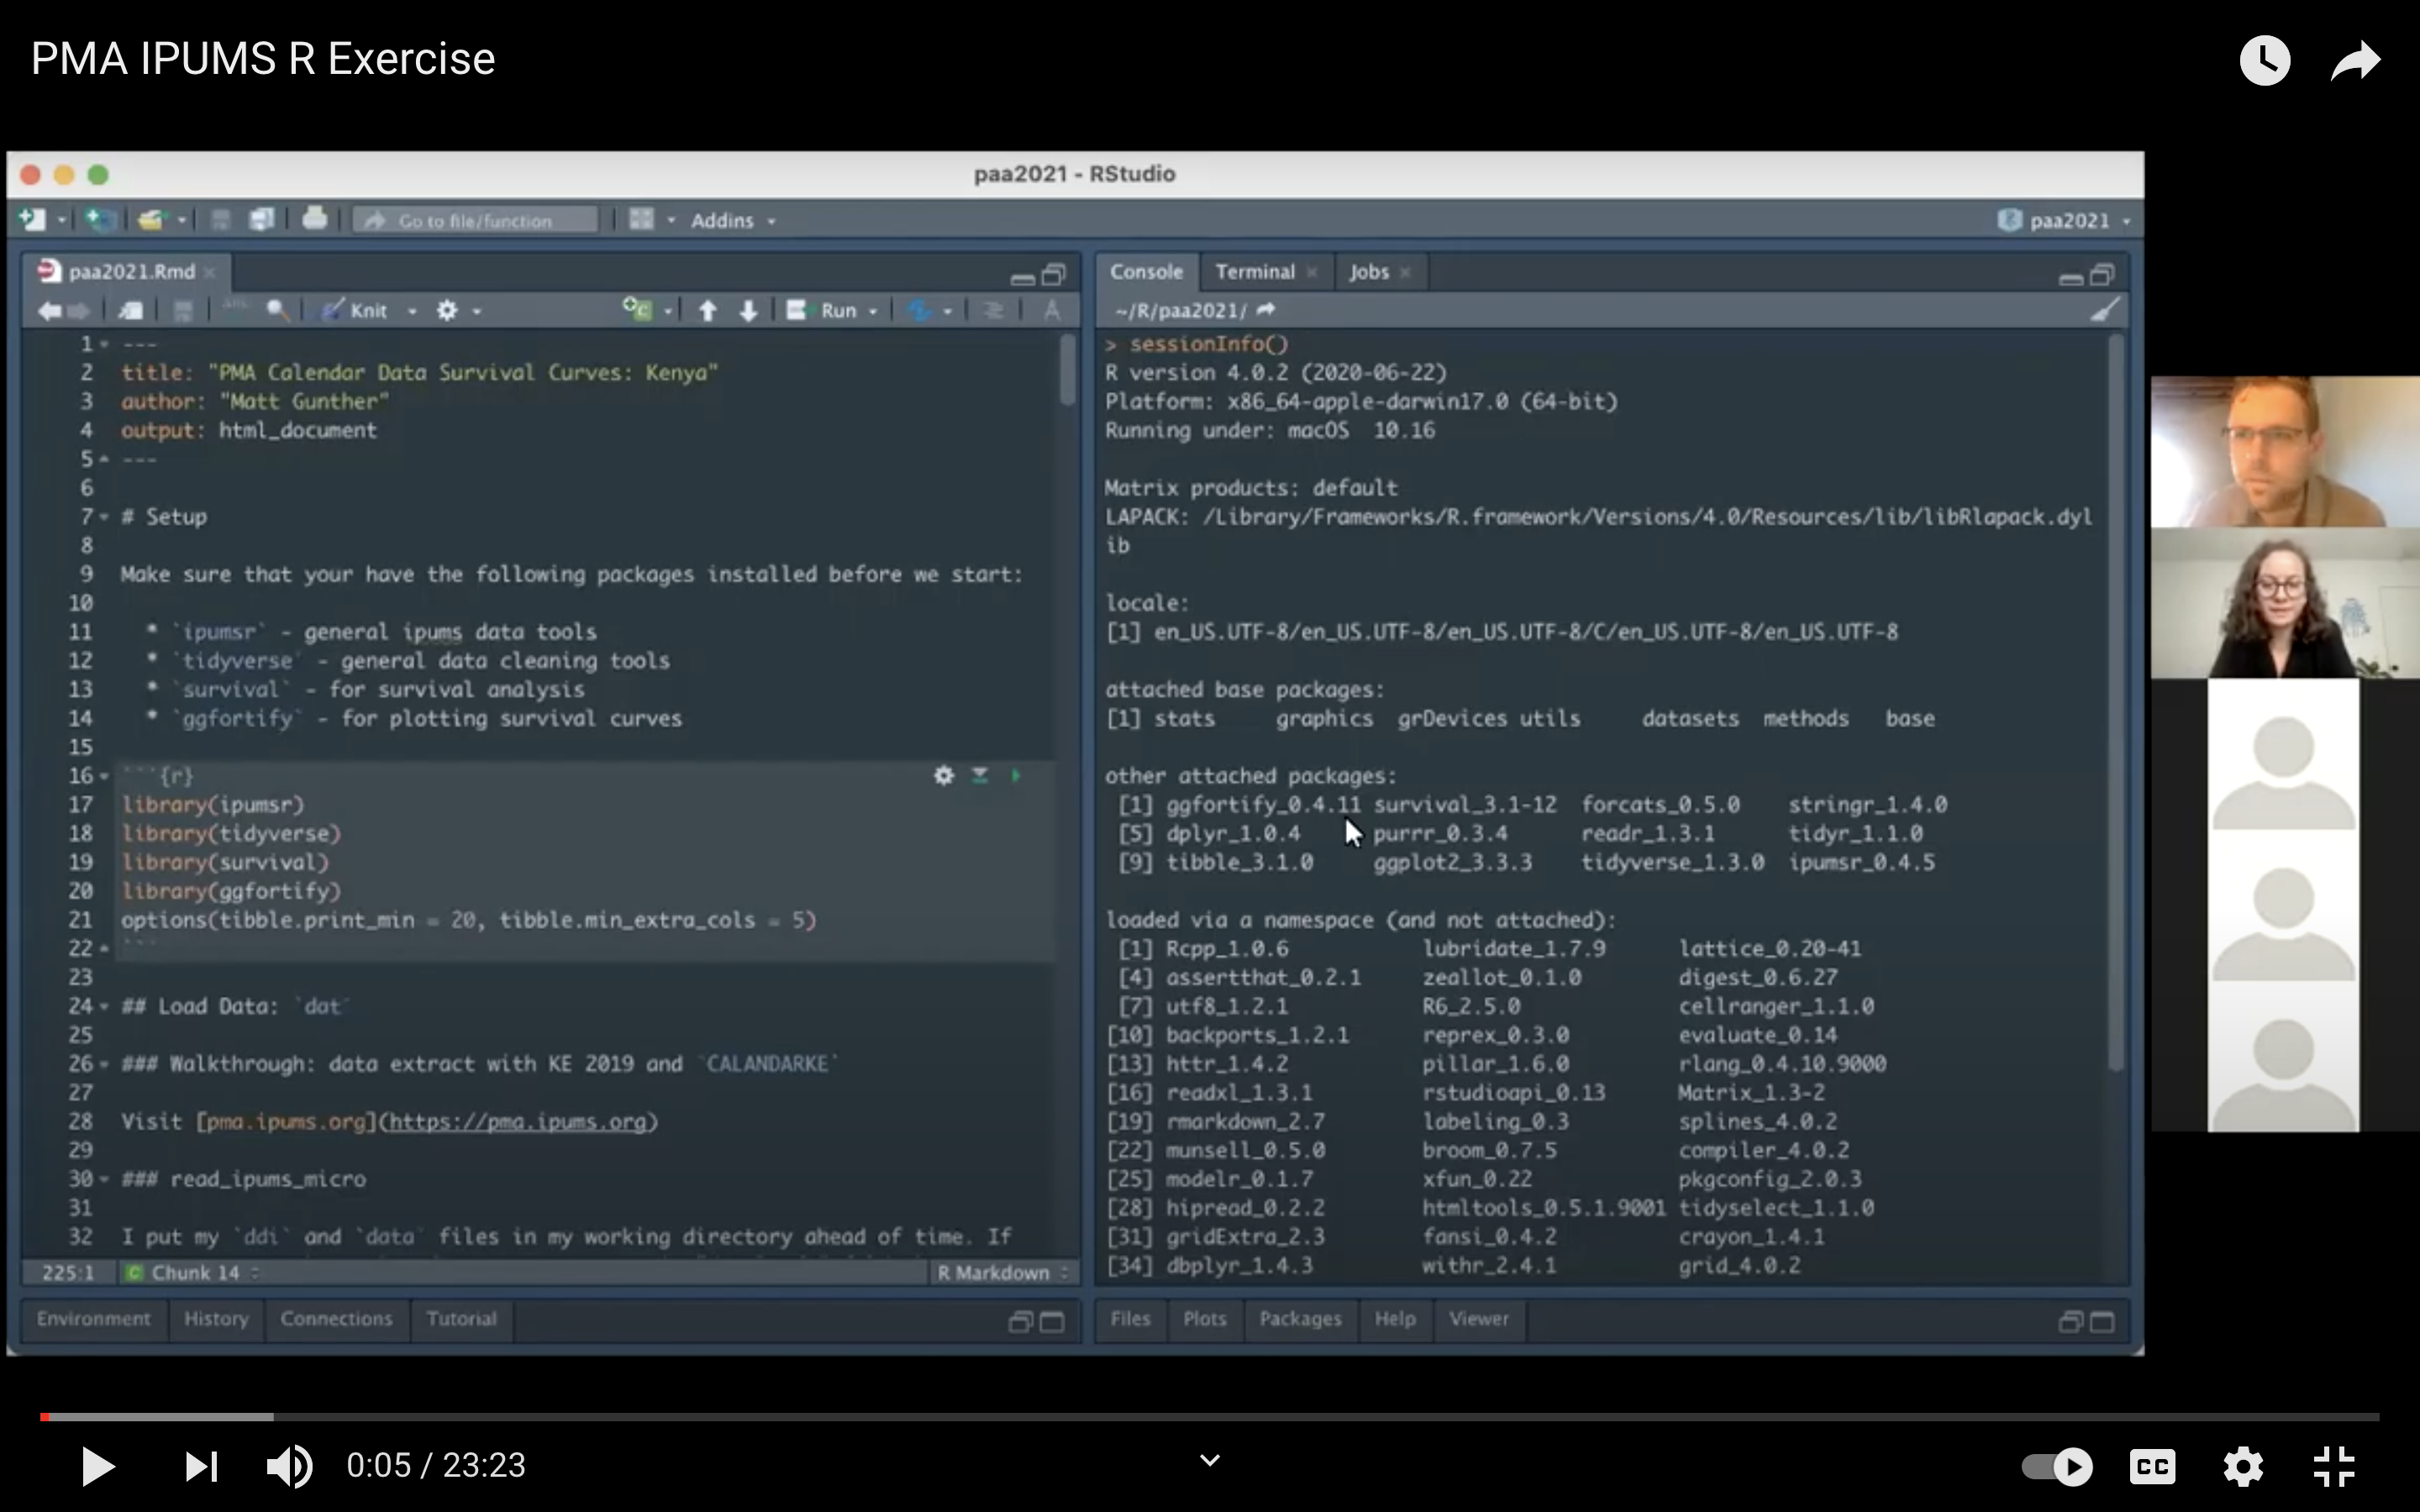 PMA IPUMS R Exercise
paa2021 - RStudio
Go to file/function
Addins
paa2021
paa2021.Rmd
Knit
Run
1 ---
2 title: "PMA Calendar Data Survival Curves: Kenya"
3 author: "Matt Gunther"
4 output: html_document
5 ---
6
7 # Setup
8
9 Make sure that your have the following packages installed before we start:
10
11 * `ipumsr` - general ipums data tools
12 * `tidyverse` - general data cleaning tools
13 * `survival` - for survival analysis
14 * `ggfortify` - for plotting survival curves
15
16 ```{r}
17 library(ipumsr)
18 library(tidyverse)
19 library(survival)
20 library(ggfortify)
21 options(tibble.print_min = 20, tibble.min_extra_cols = 5)
22 ```
23
24 ## Load Data: `dat`
25
26 ### Walkthrough: data extract with KE 2019 and `CALANDARKE`
27
28 Visit [pma.ipums.org](https://pma.ipums.org)
29
30 ### read_ipums_micro
31
32 I put my `ddi` and `data` files in my working directory ahead of time. If
225:1 C Chunk 14 R Markdown
Environment History Connections Tutorial
Console Terminal Jobs
~/R/paa2021/
> sessionInfo()
R version 4.0.2 (2020-06-22)
Platform: x86_64-apple-darwin17.0 (64-bit)
Running under: macOS  10.16
Matrix products: default
LAPACK: /Library/Frameworks/R.framework/Versions/4.0/Resources/lib/libRlapack.dyl
ib
locale:
[1] en_US.UTF-8/en_US.UTF-8/en_US.UTF-8/C/en_US.UTF-8/en_US.UTF-8
attached base packages:
[1] stats graphics grDevices utils datasets methods base
other attached packages:
[1] ggfortify_0.4.11 survival_3.1-12 forcats_0.5.0 stringr_1.4.0
[5] dplyr_1.0.4 purrr_0.3.4 readr_1.3.1 tidyr_1.1.0
[9] tibble_3.1.0 ggplot2_3.3.3 tidyverse_1.3.0 ipumsr_0.4.5
loaded via a namespace (and not attached):
[1] Rcpp_1.0.6 lubridate_1.7.9 lattice_0.20-41
[4] assertthat_0.2.1 zeallot_0.1.0 digest_0.6.27
[7] utf8_1.2.1 R6_2.5.0 cellranger_1.1.0
[10] backports_1.2.1 reprex_0.3.0 evaluate_0.14
[13] httr_1.4.2 pillar_1.6.0 rlang_0.4.10.9000
[16] readxl_1.3.1 rstudioapi_0.13 Matrix_1.3-2
[19] rmarkdown_2.7 labeling_0.3 splines_4.0.2
[22] munsell_0.5.0 broom_0.7.5 compiler_4.0.2
[25] modelr_0.1.7 xfun_0.22 pkgconfig_2.0.3
[28] hipread_0.2.2 htmltools_0.5.1.9001 tidyselect_1.1.0
[31] gridExtra_2.3 fansi_0.4.2 crayon_1.4.1
[34] dbplyr_1.4.3 withr_2.4.1 grid_4.0.2
Files Plots Packages Help Viewer
0:05 / 23:23
CC